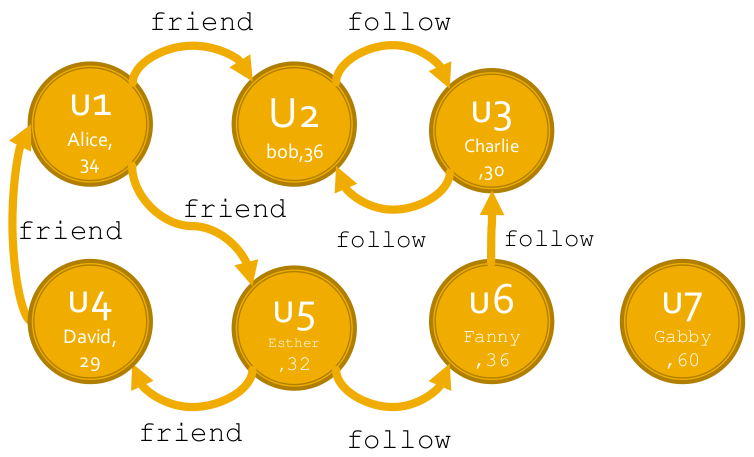 friend
follow
u1
Alice,
34
U2
bob,36
u3
Charlie
,30
friend
friend
follow
follow
u4
David,
29
u5
Esther
,32
u6
Fanny
,36
u7
Gabby
,60
friend
follow